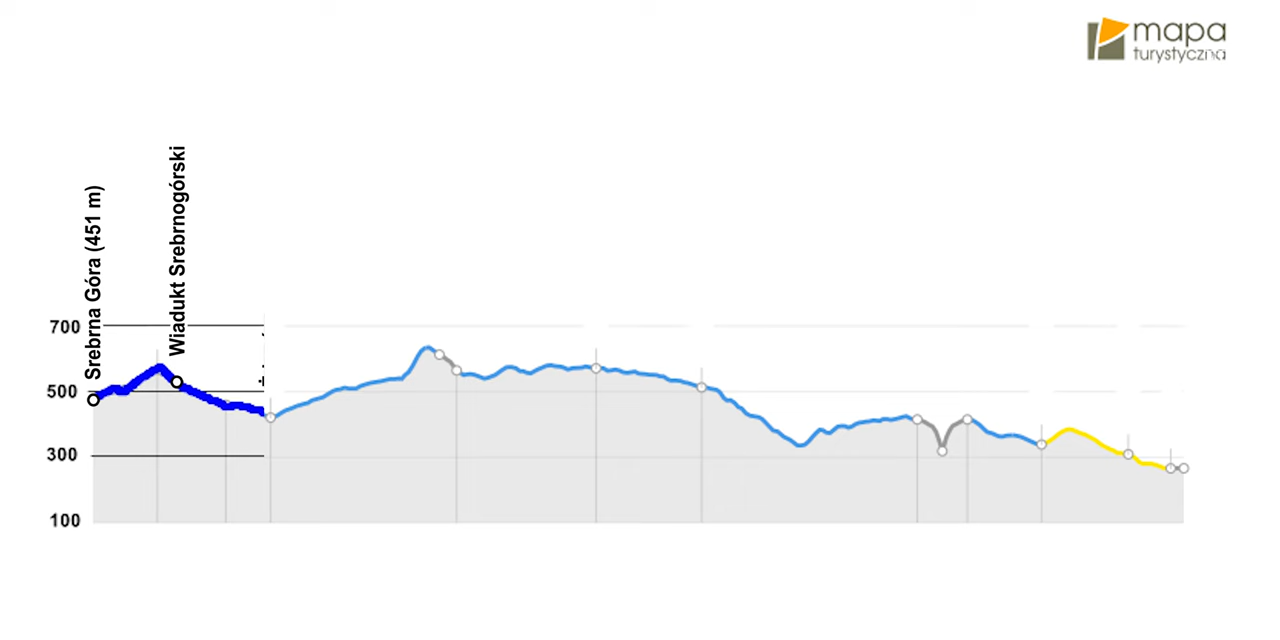 mapa
turystyczna
Srebrna Góra (451 m)
Wiadukt Srebrnogórski
700
500
300
100